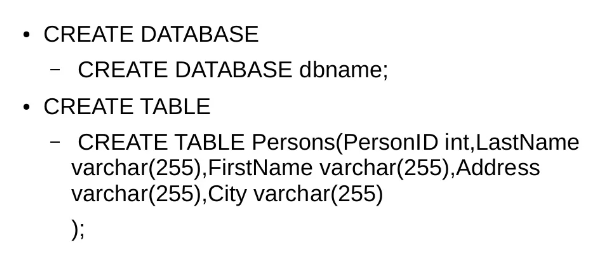 • CREATE DATABASE
– CREATE DATABASE dbname;
• CREATE TABLE
– CREATE TABLE Persons(PersonID int,LastName
varchar(255),FirstName varchar(255),Address
varchar(255),City varchar(255)
);